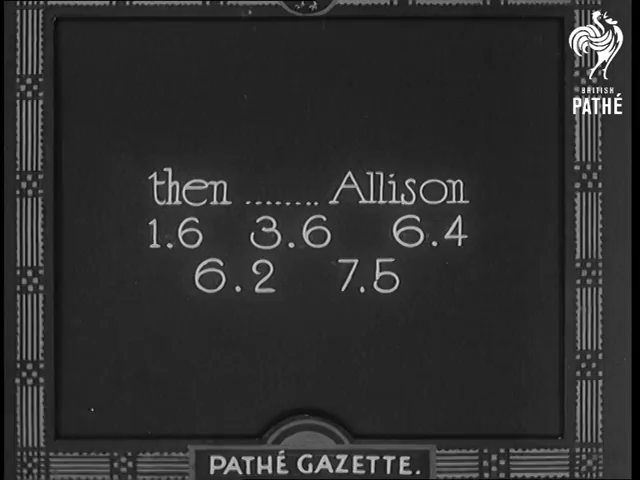 BRITISH
PATHÉ
then ........ Allison
1.6 3.6 6.4
6.2 7.5
PATHÉ GAZETTE.